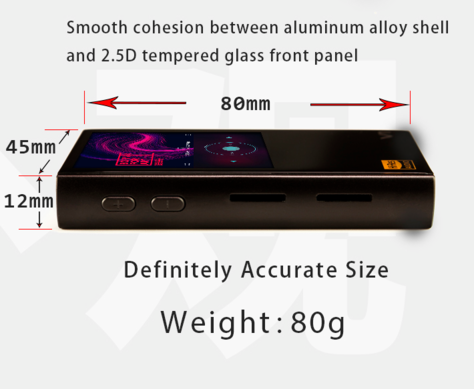 Smooth cohesion between aluminum alloy shell
and 2.5D tempered glass front panel
80mm
45mm
12mm
Definitely Accurate Size
Weight:80g